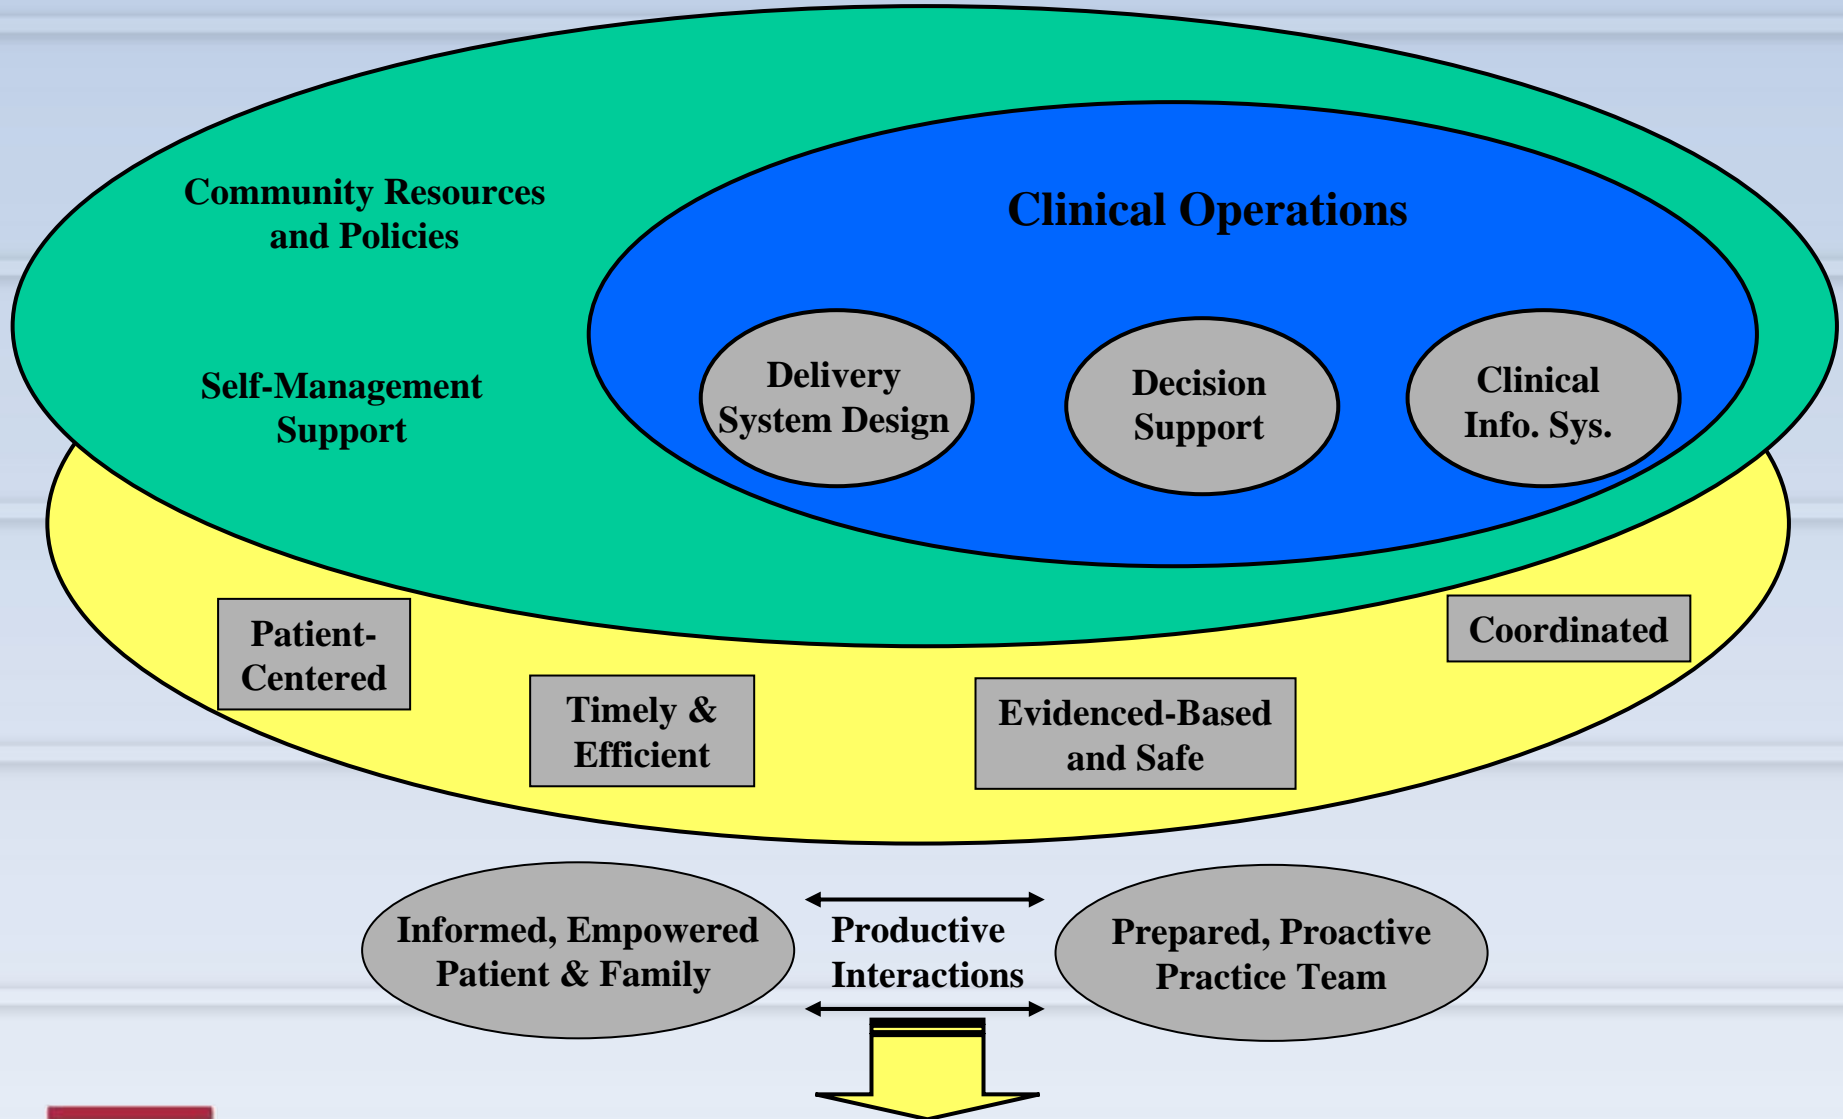 Community Resources
and Policies
Clinical Operations
Self-Management
Support
Delivery
System Design
Decision
Support
Clinical
Info. Sys.
Patient-
Centered
Timely &
Efficient
Evidenced-Based
and Safe
Coordinated
Informed, Empowered
Patient & Family
Productive
Interactions
Prepared, Proactive
Practice Team